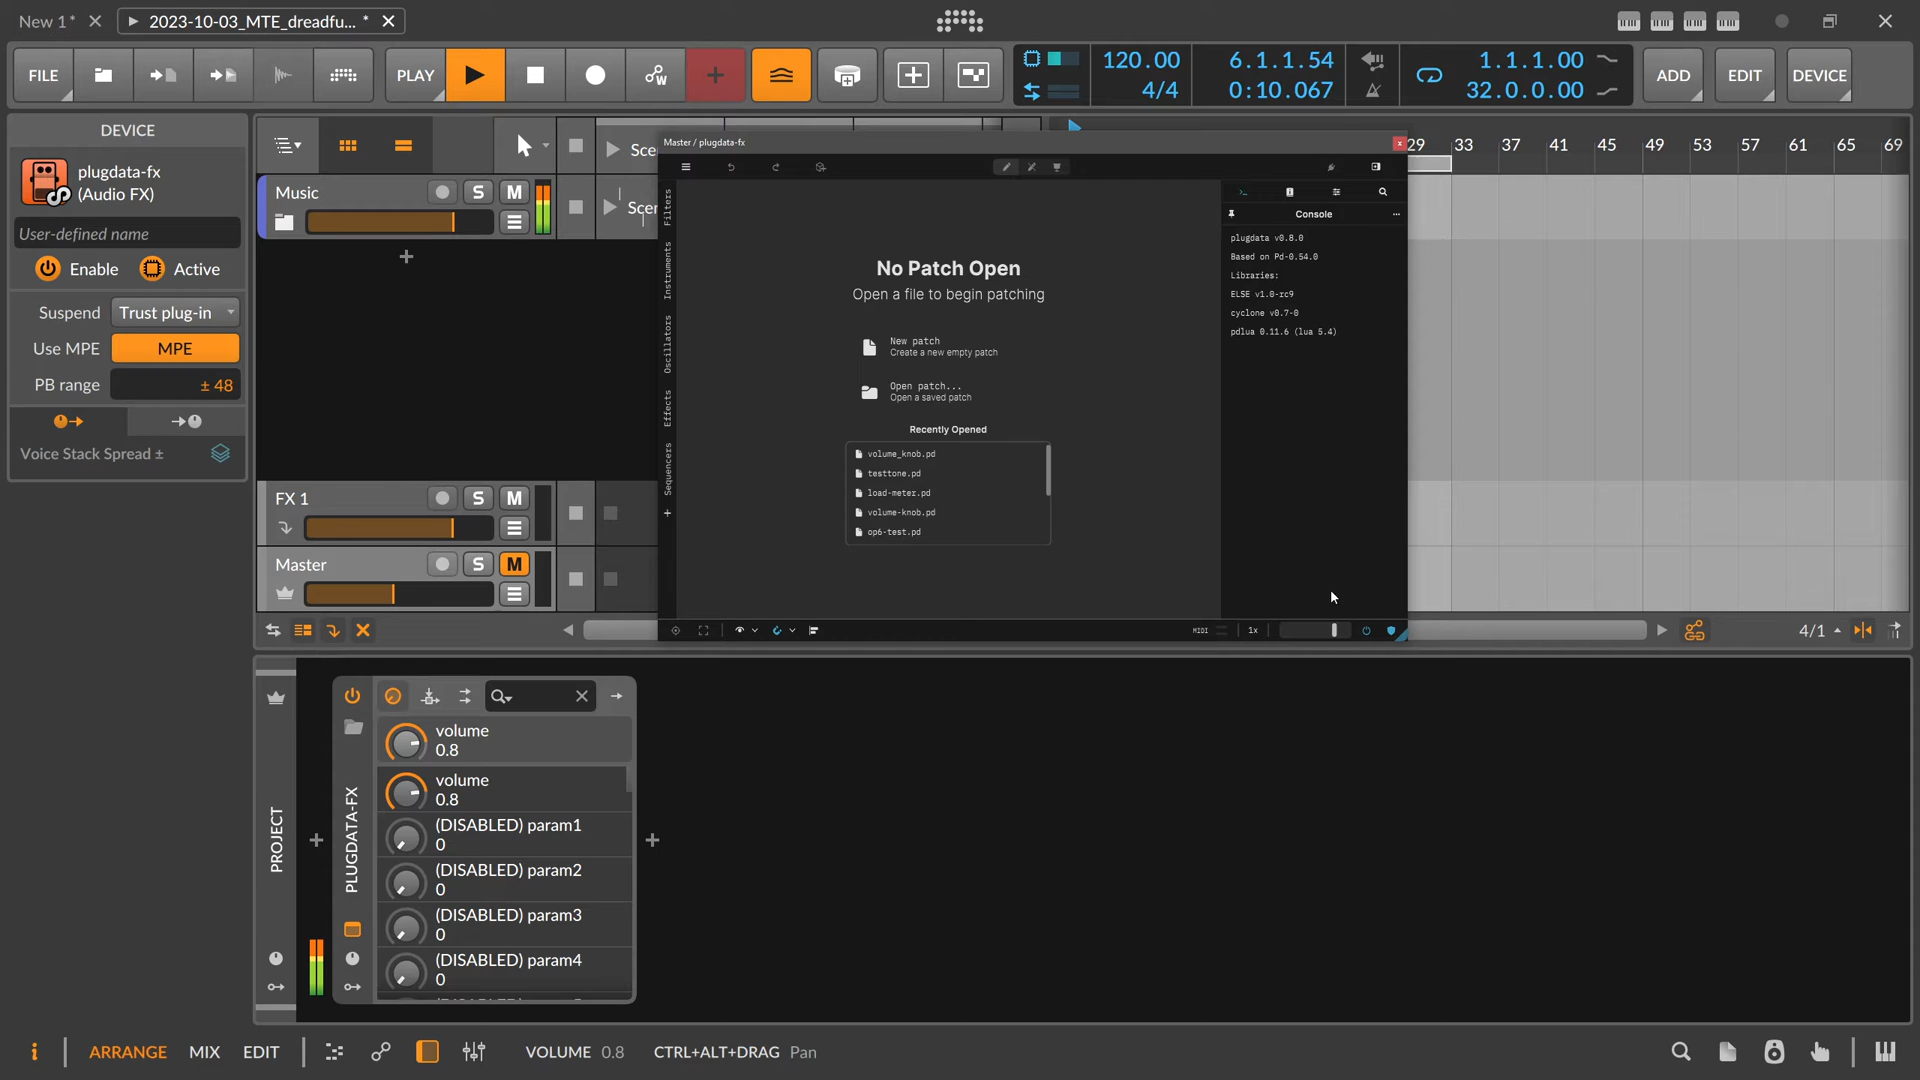 New 1 *
2023-10-03_MTE_dreadfu... *
FILE
PLAY
120.00
4/4
6.1.1.54
0:10.067
1.1.1.00
32.0.0.00
ADD
EDIT
DEVICE
DEVICE
plugdata-fx
(Audio FX)
User-defined name
Enable
Active
Suspend
Trust plug-in
Use MPE
MPE
PB range
± 48
Voice Stack Spread ±
Music
S
M
FX 1
S
M
Master
S
M
Scen
Scen
29
33
37
41
45
49
53
57
61
65
69
Master / plugdata-fx
Filters
Instruments
Oscillators
Effects
Sequencers
+
No Patch Open
Open a file to begin patching
New patch
Create a new empty patch
Open patch...
Open a saved patch
Recently Opened
volume_knob.pd
testtone.pd
load-meter.pd
volume-knob.pd
op6-test.pd
Console
plugdata v0.8.0
Based on Pd-0.54.0
Libraries:
ELSE v1.0-rc9
cyclone v0.7-0
pdlua 0.11.6 (lua 5.4)
MIDI
1x
4/1
PROJECT
PLUGDATA-FX
volume
0.8
volume
0.8
(DISABLED) param1
0
(DISABLED) param2
0
(DISABLED) param3
0
(DISABLED) param4
0
ARRANGE
MIX
EDIT
VOLUME 0.8
CTRL+ALT+DRAG Pan